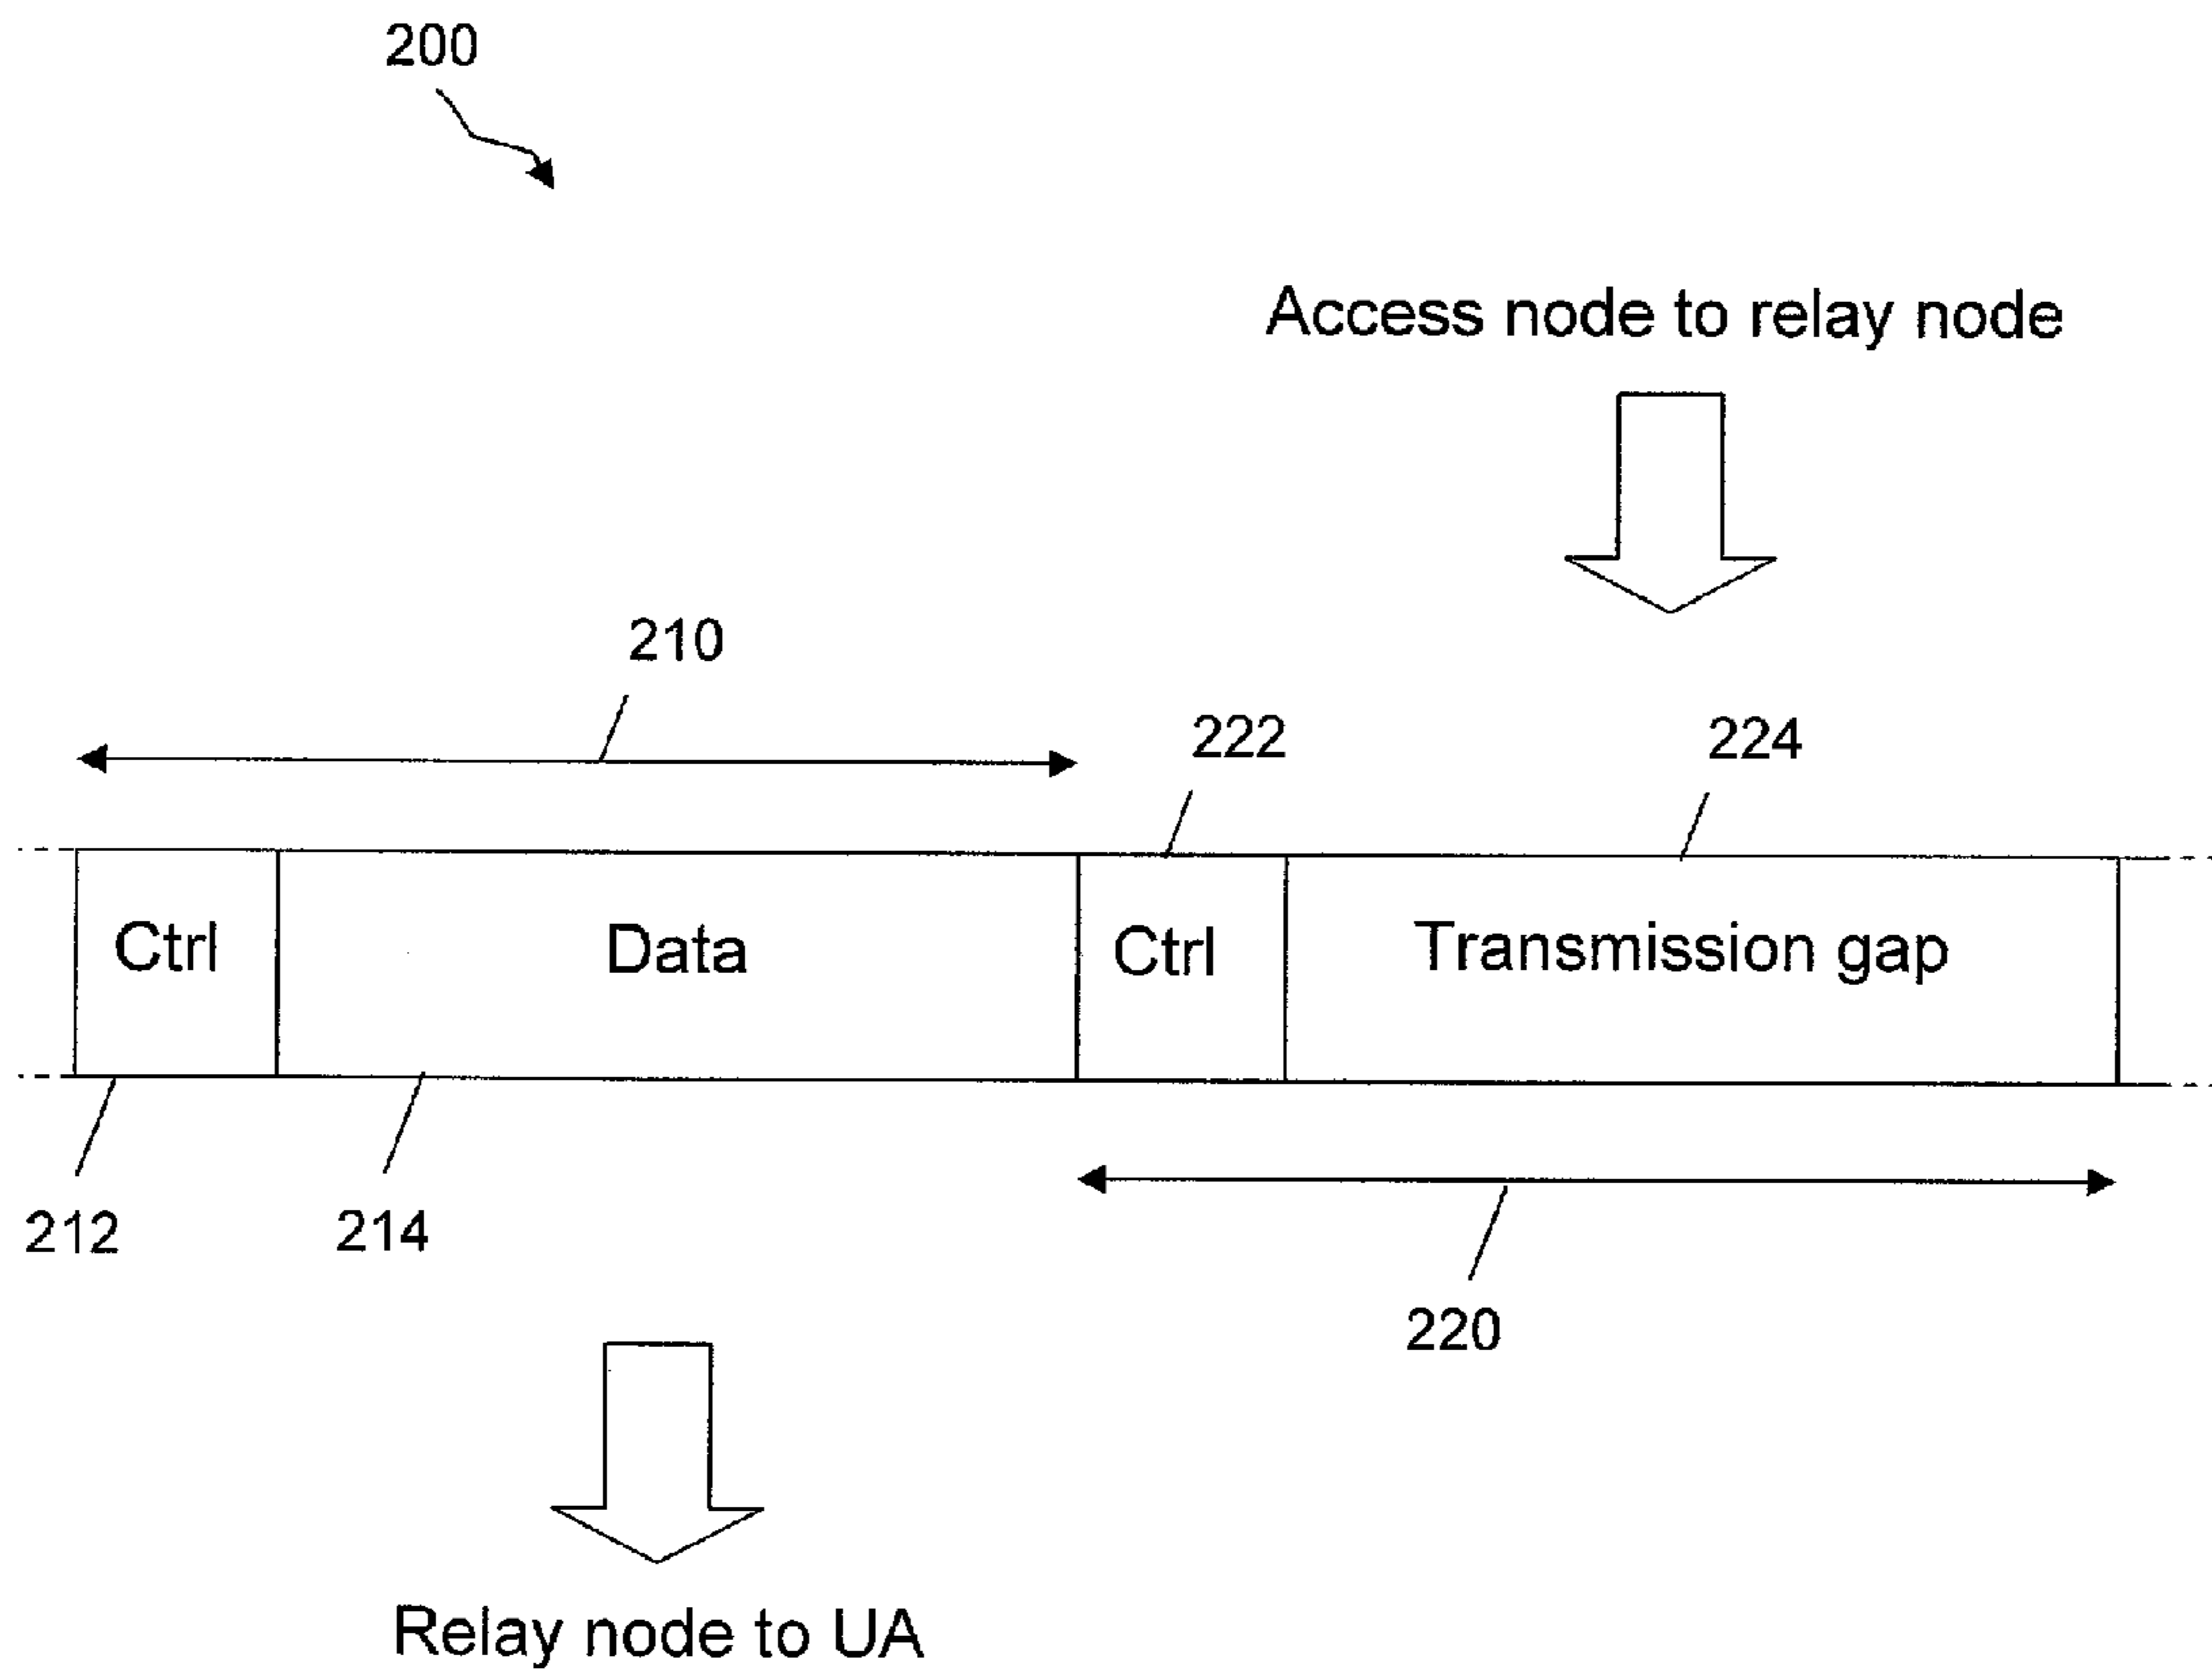 200
Access node to relay node
210
222
224
Ctrl
Data
Ctrl
Transmission gap
212
214
220
Relay node to UA